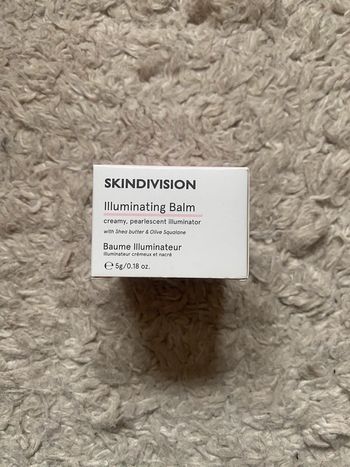 SKINDIVISION
Illuminating Balm
creamy, pearlescent illuminator
with Shea butter & Olive Squalane
Baume Illuminateur
illuminateur crémeux et nacré
℮ 5g/0.18 oz.